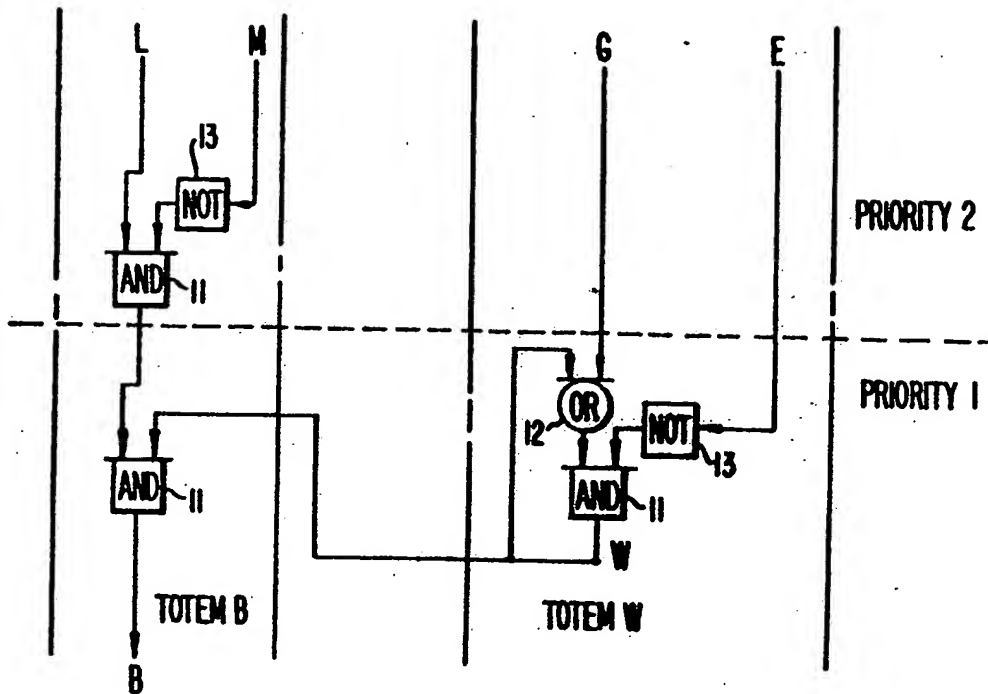 L M G E
13
NOT
AND
11
PRIORITY 2
PRIORITY 1
OR
12
NOT
13
AND
11
AND
11
W
TOTEM B
TOTEM W
B